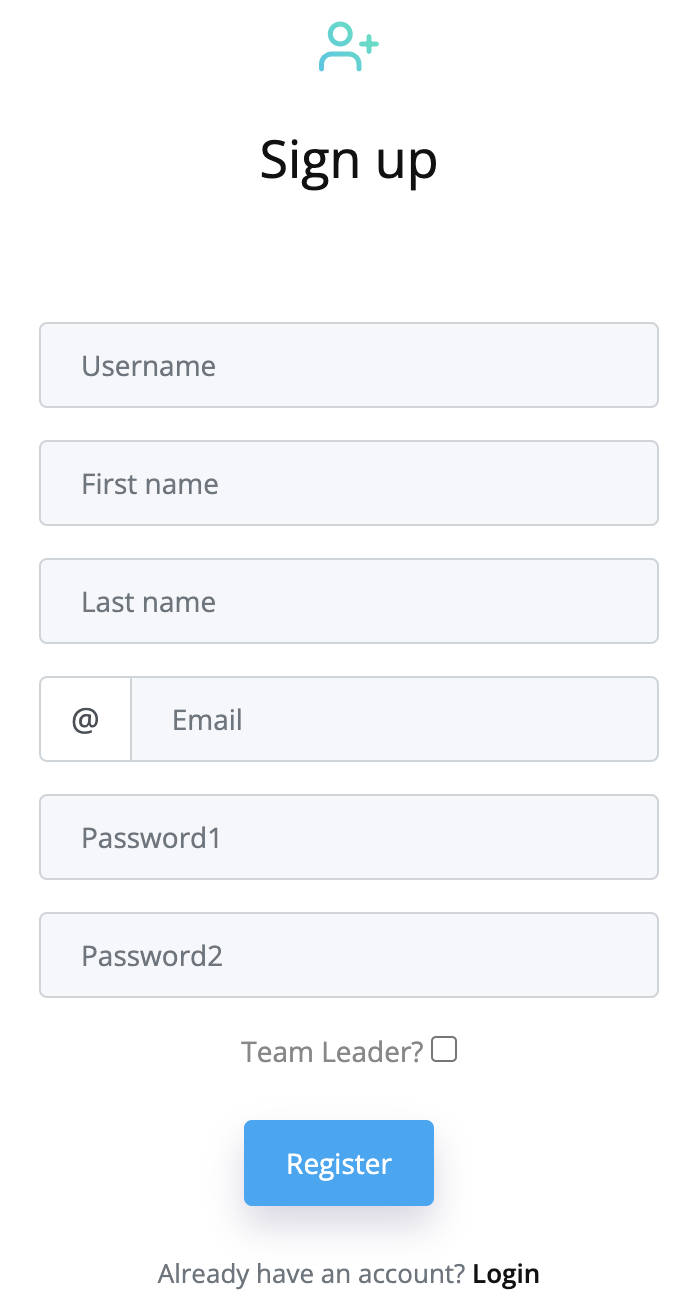 Sign up
Username
First name
Last name
@ Email
Password1
Password2
Team Leader?
Register
Already have an account? Login